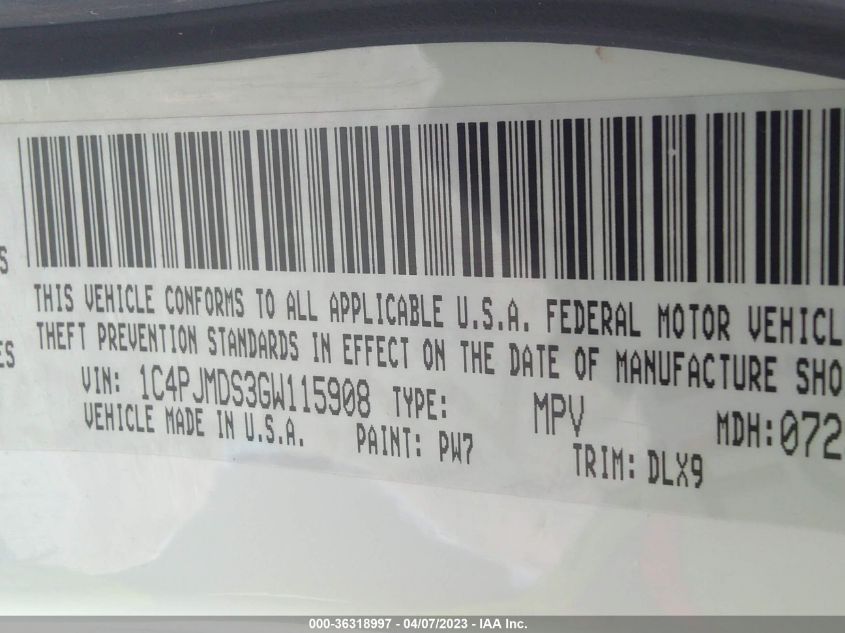 S
THIS VEHICLE CONFORMS TO ALL APPLICABLE U.S.A. FEDERAL MOTOR VEHICL
ES
THEFT PREVENTION STANDARDS IN EFFECT ON THE DATE OF MANUFACTURE SHO
VIN: 1C4PJMDS3GW115908 TYPE: MPV MDH:072
VEHICLE MADE IN U.S.A. PAINT: PW7 TRIM: DLX9
000-36318997 - 04/07/2023 - IAA Inc.